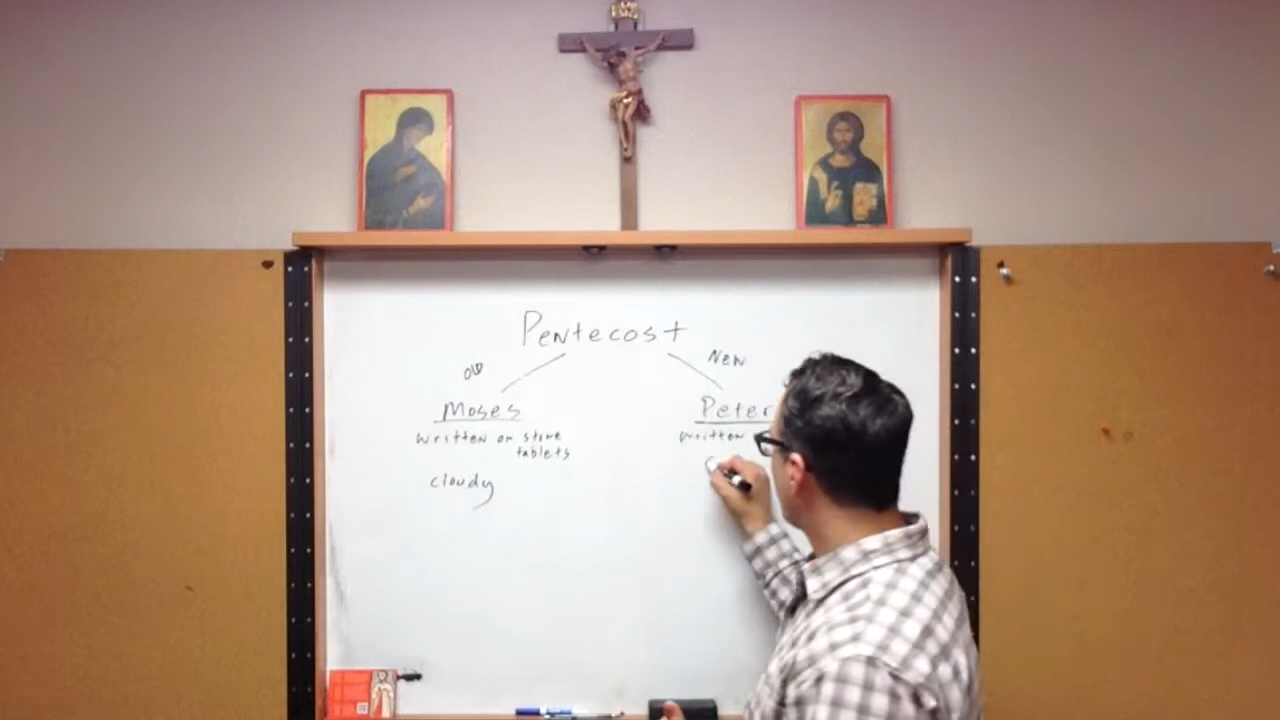 Pentecost
Old
New
Moses
Peter
written on stone
tablets
written
cloudy